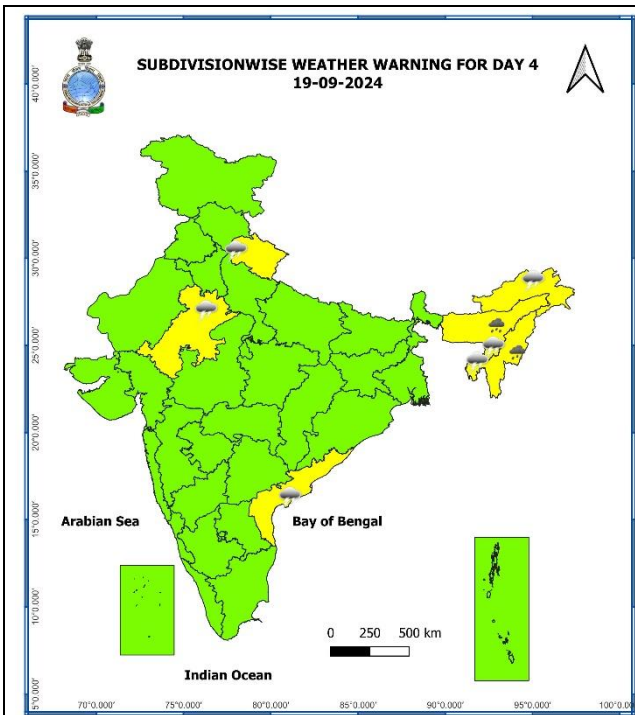 SUBDIVISIONWISE WEATHER WARNING FOR DAY 4
19-09-2024
40°0.000'
35°0.000'
30°0.000'
25°0.000'
20°0.000'
15°0.000'
10°0.000'
5°0.000'
Arabian Sea
Bay of Bengal
0 250 500 km
Indian Ocean
70°0.000' 75°0.000' 80°0.000' 85°0.000' 90°0.000' 95°0.000' 100°0.000'